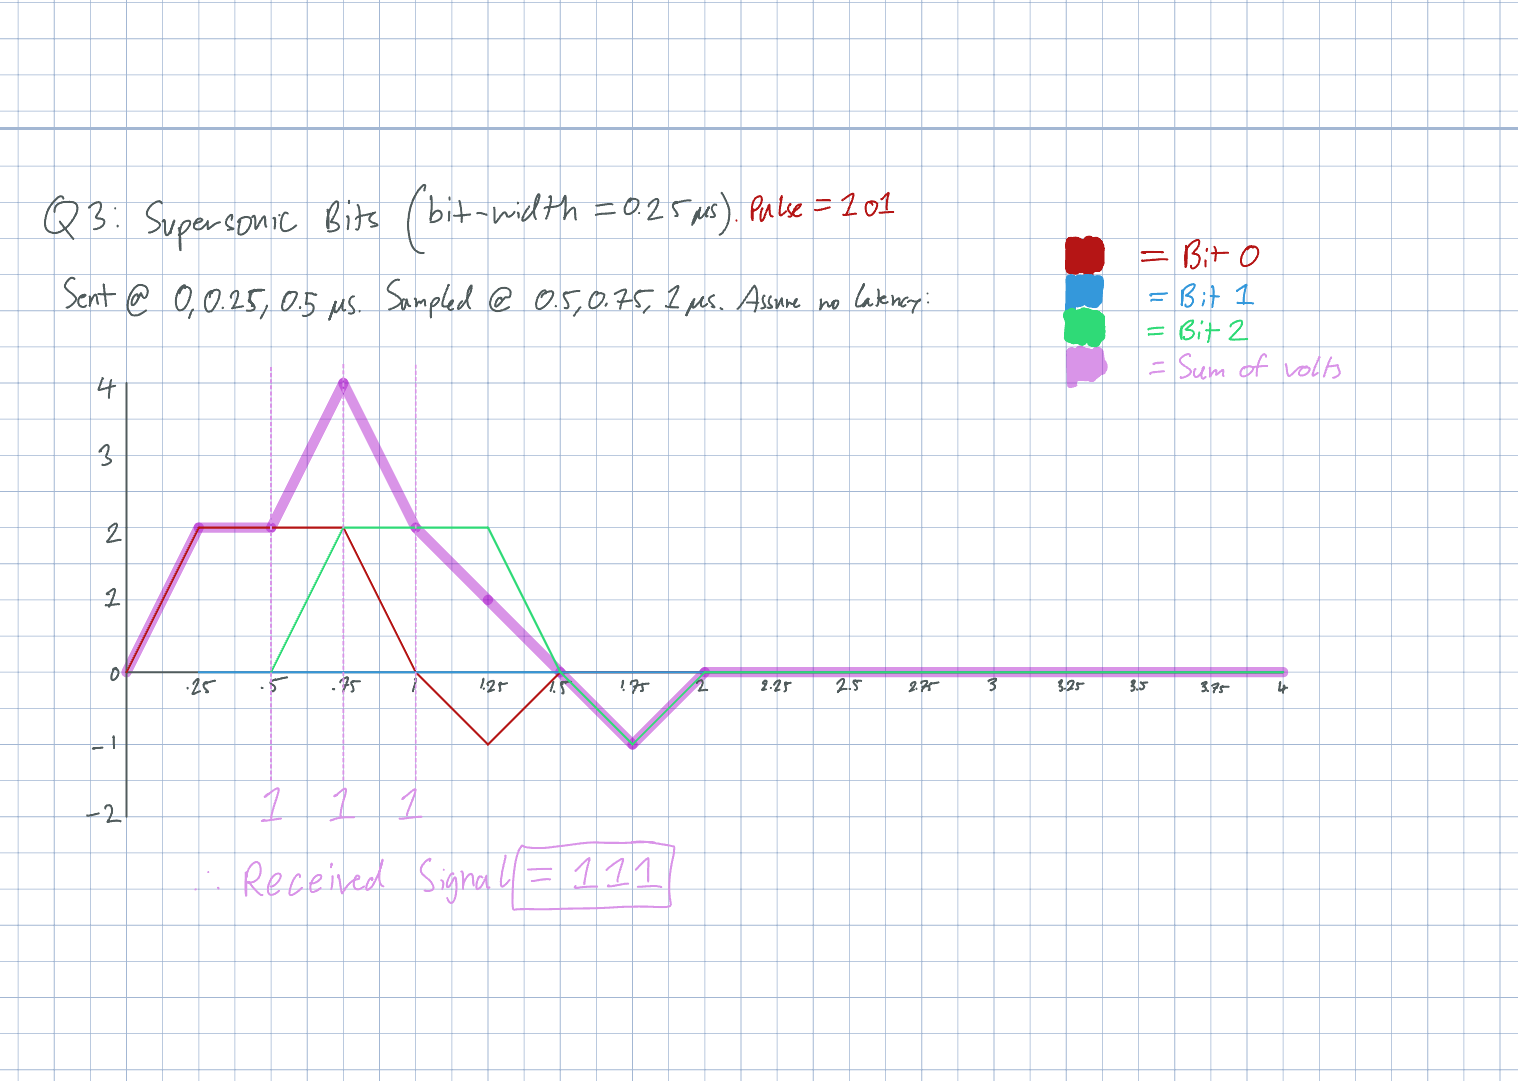 Q3: Supersonic Bits (bit-width = 0.25 µs). Pulse = 101
Sent @ 0, 0.25, 0.5 µs. Sampled @ 0.5, 0.75, 1 µs. Assume no latency:
= Bit 0
= Bit 1
= Bit 2
= Sum of volts
4
3
2
1
0
-1
-2
.25 .5 .75 1 1.25 1.5 1.75 2 2.25 2.5 2.75 3 3.25 3.5 3.75 4
1 1 1
∴ Received Signal = 111